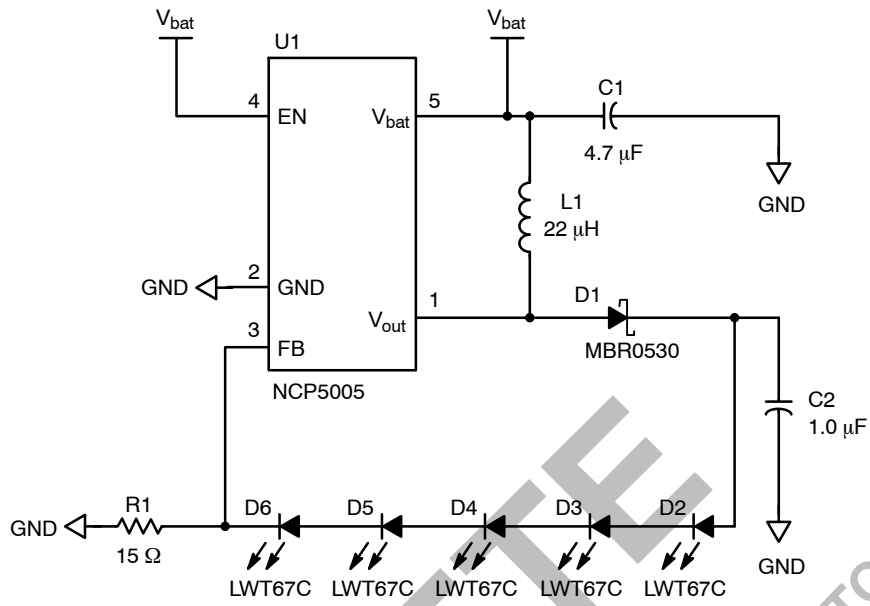 Vbat
Vbat
U1
4
EN
Vbat
5
C1
4.7 μF
GND
L1
22 μH
GND
2
GND
1
Vout
D1
MBR0530
3
FB
NCP5005
C2
1.0 μF
GND
R1
15 Ω
D6
D5
D4
D3
D2
LWT67C
LWT67C
LWT67C
LWT67C
LWT67C
GND